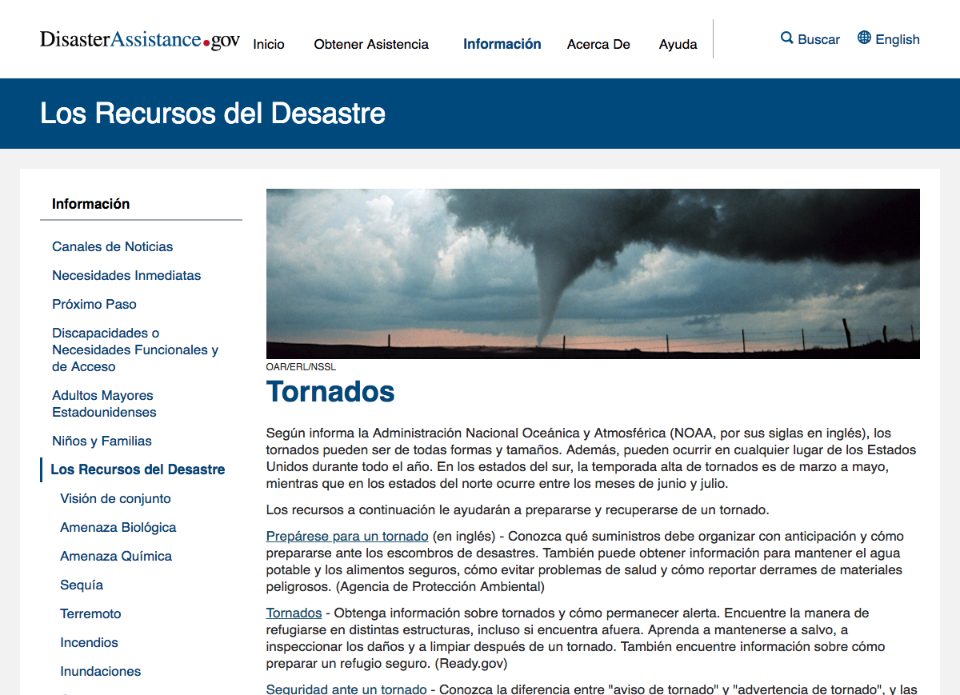 DisasterAssistance.gov
Inicio
Obtener Asistencia
Información
Acerca De
Ayuda
Buscar
English
Los Recursos del Desastre
Información
Canales de Noticias
Necesidades Inmediatas
Próximo Paso
Discapacidades o
Necesidades Funcionales y
de Acceso
Adultos Mayores
Estadounidenses
Niños y Familias
Los Recursos del Desastre
Visión de conjunto
Amenaza Biológica
Amenaza Química
Sequía
Terremoto
Incendios
Inundaciones
OAR/ERL/NSSL
Tornados
Según informa la Administración Nacional Oceánica y Atmosférica (NOAA, por sus siglas en inglés), los
tornados pueden ser de todas formas y tamaños. Además, pueden ocurrir en cualquier lugar de los Estados
Unidos durante todo el año. En los estados del sur, la temporada alta de tornados es de marzo a mayo,
mientras que en los estados del norte ocurre entre los meses de junio y julio.
Los recursos a continuación le ayudarán a prepararse y recuperarse de un tornado.
Prepárese para un tornado (en inglés) - Conozca qué suministros debe organizar con anticipación y cómo
prepararse ante los escombros de desastres. También puede obtener información para mantener el agua
potable y los alimentos seguros, cómo evitar problemas de salud y cómo reportar derrames de materiales
peligrosos. (Agencia de Protección Ambiental)
Tornados - Obtenga información sobre tornados y cómo permanecer alerta. Encuentre la manera de
refugiarse en distintas estructuras, incluso si encuentra afuera. Aprenda a mantenerse a salvo, a
inspeccionar los daños y a limpiar después de un tornado. También encuentre información sobre cómo
preparar un refugio seguro. (Ready.gov)
Seguridad ante un tornado - Conozca la diferencia entre "aviso de tornado" y "advertencia de tornado", y las